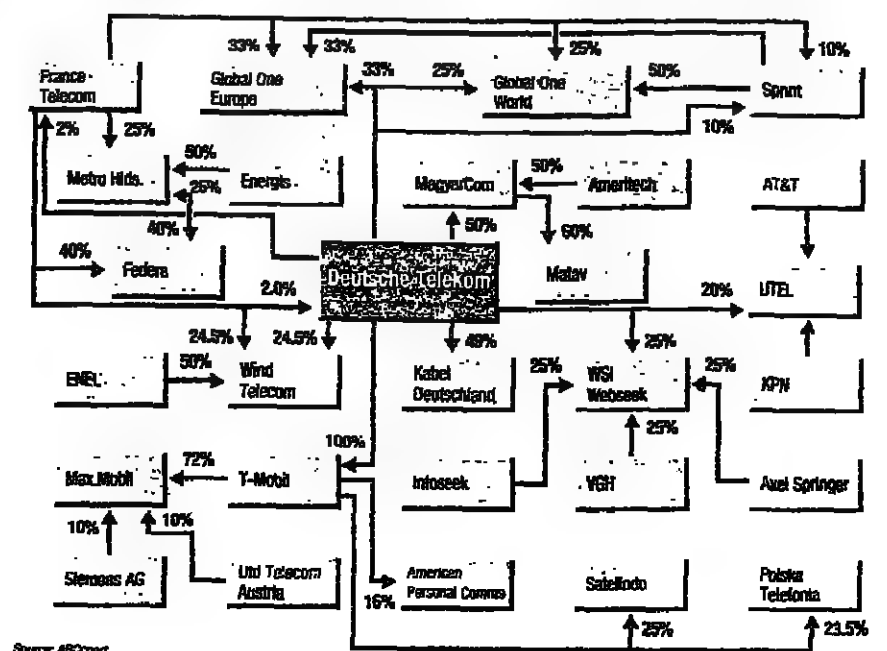 33%
33%
25%
10%
France
Telecom
Global One
Europe
33%
25%
Global One
World
50%
Sprint
2%
25%
10%
Metro Hlds.
50%
25%
Energis
MagyarCom
50%
Ameritech
AT&T
40%
50%
60%
40%
Federa
Deutsche Telekom
Matav
UTEL
2.0%
20%
24.5%
24.5%
49%
25%
ENEL
50%
Wind
Telecom
Kabel
Deutschland
25%
WSI
Webseek
25%
KPN
100%
25%
Max.Mobil
72%
T-Mobil
Infoseek
VGH
Axel Springer
10%
10%
Siemens AG
Utd Telecom
Austria
American
Personal Comms
Satelindo
Polska
Telefonia
16%
25%
23.5%
Source: